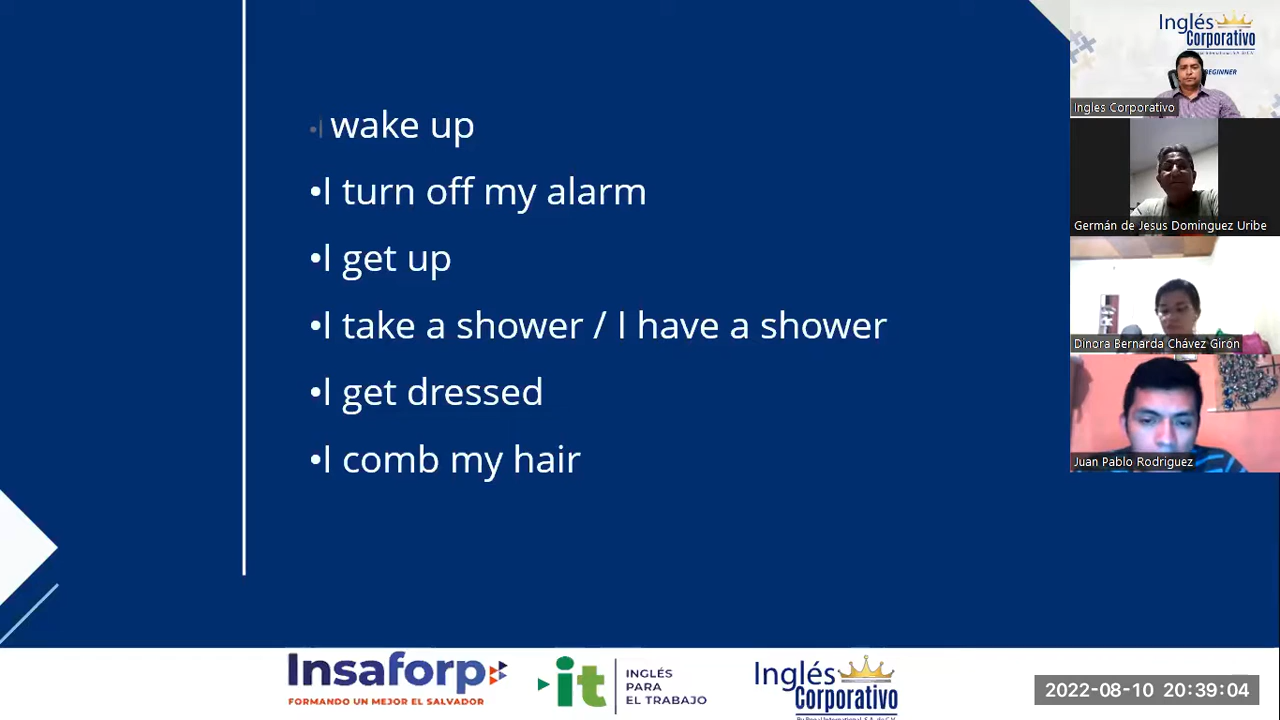 •I wake up
•I turn off my alarm
•I get up
•I take a shower / I have a shower
•I get dressed
•I comb my hair
Inglés
Corporativo
BEGINNER
Ingles Corporativo
Germán de Jesus Dominguez Uribe
Dinora Bernarda Chávez Girón
Juan Pablo Rodriguez
Insaforp
FORMANDO UN MEJOR EL SALVADOR
it
INGLÉS
PARA
EL TRABAJO
Inglés
Corporativo
2022-08-10 20:39:04